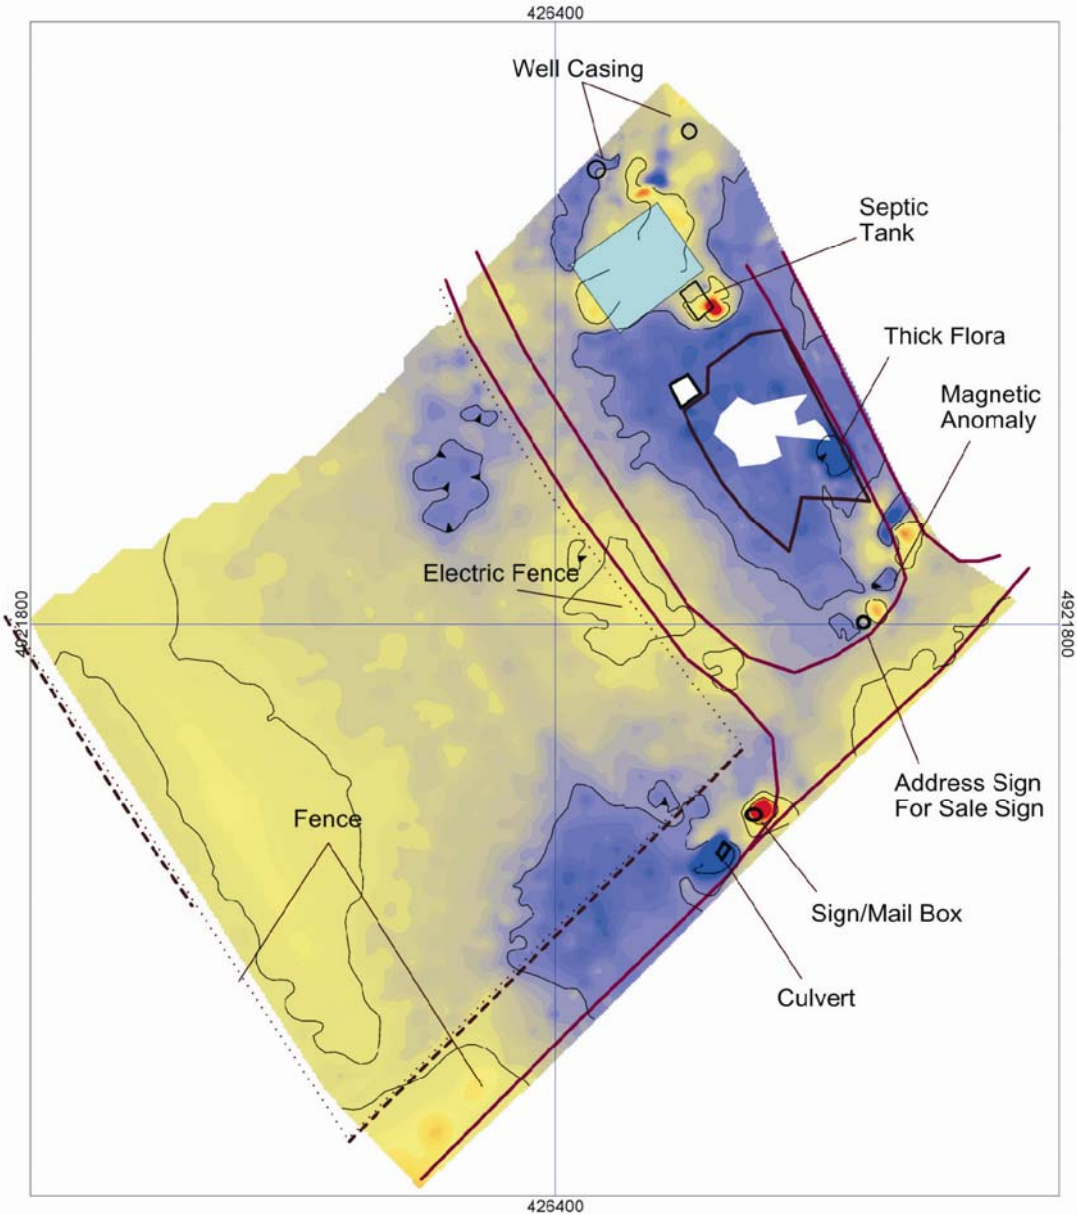 426400
Well Casing
Septic
Tank
Thick Flora
Magnetic
Anomaly
Electric Fence
4921800
4921800
Address Sign
For Sale Sign
Fence
Sign/Mail Box
Culvert
426400